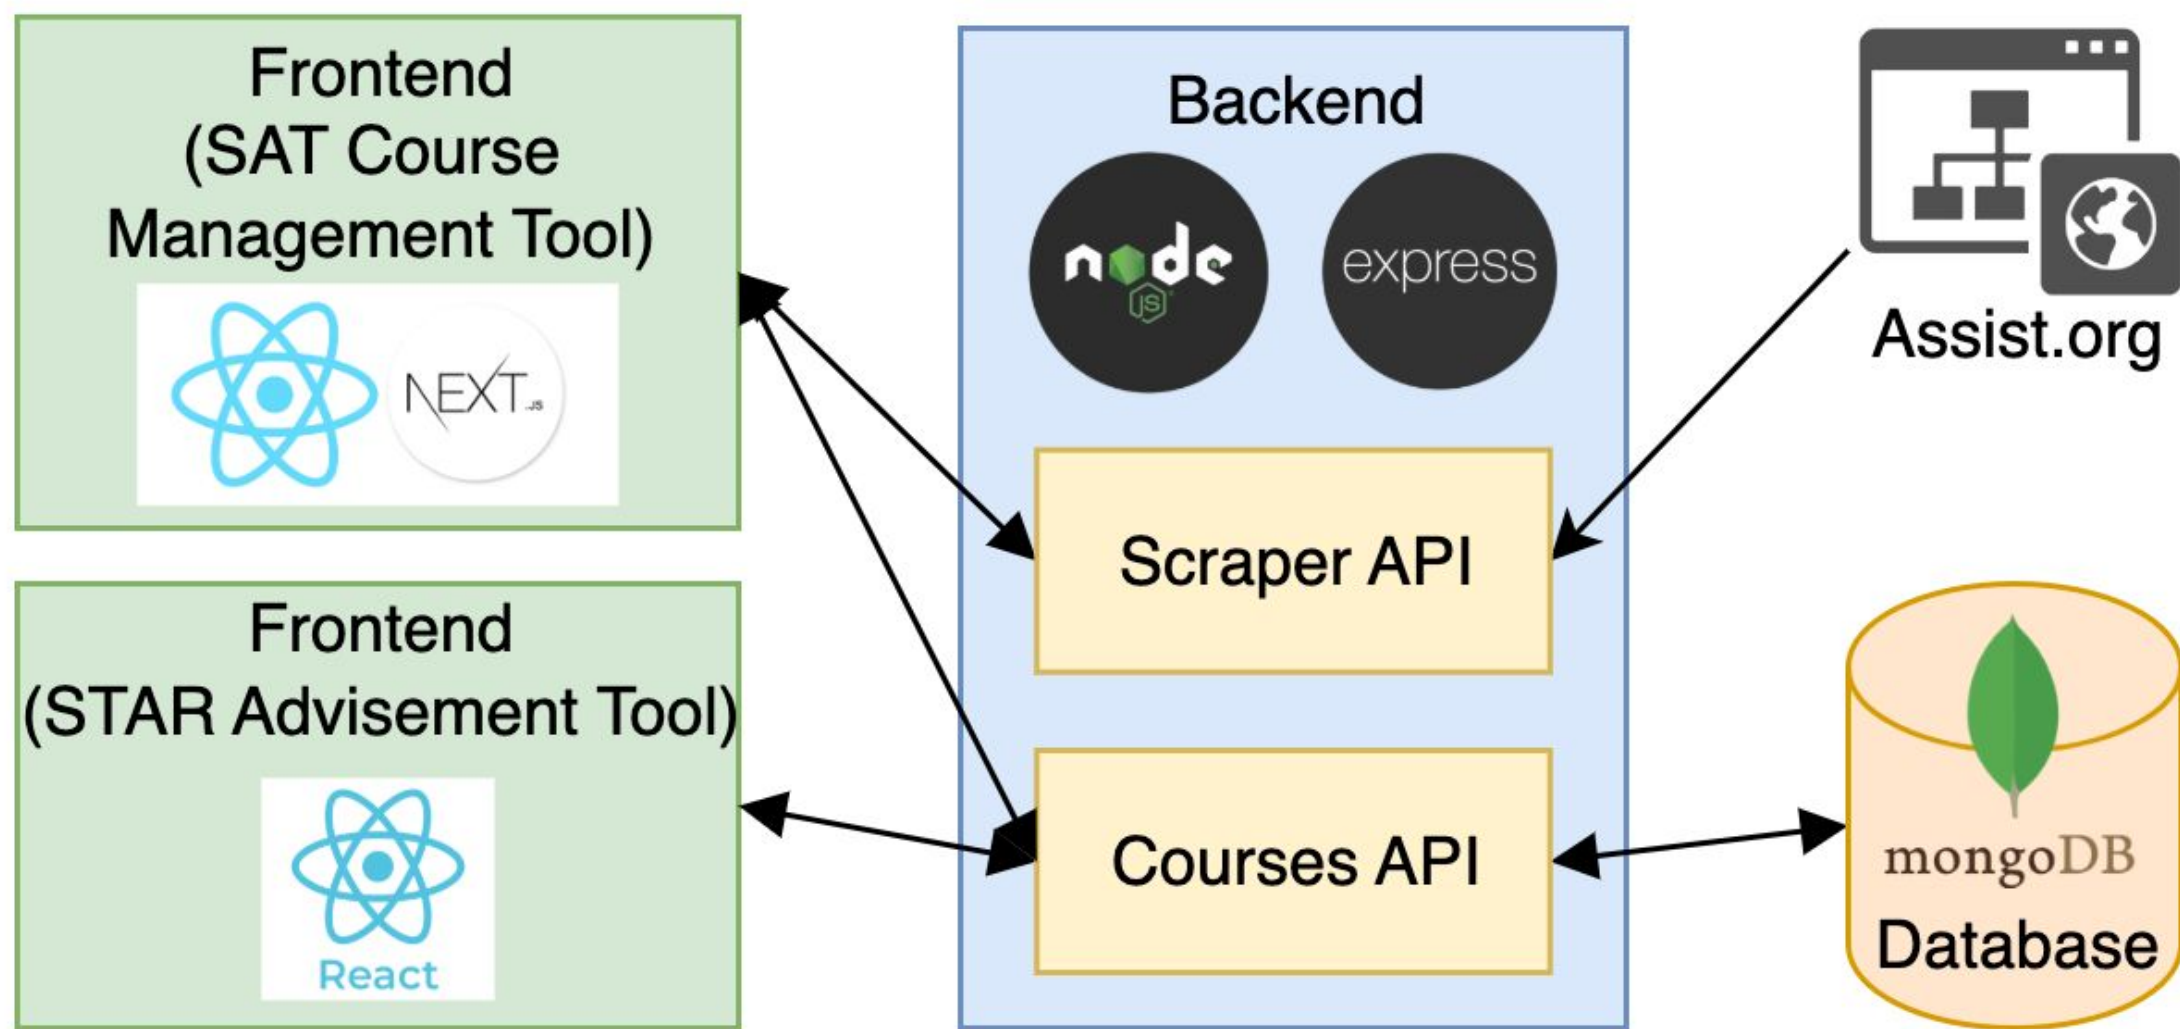 Frontend
(SAT Course
Management Tool)
NEXT.JS
Frontend
(STAR Advisement Tool)
React
Backend
node
JS
express
Scraper API
Courses API
Assist.org
mongoDB
Database